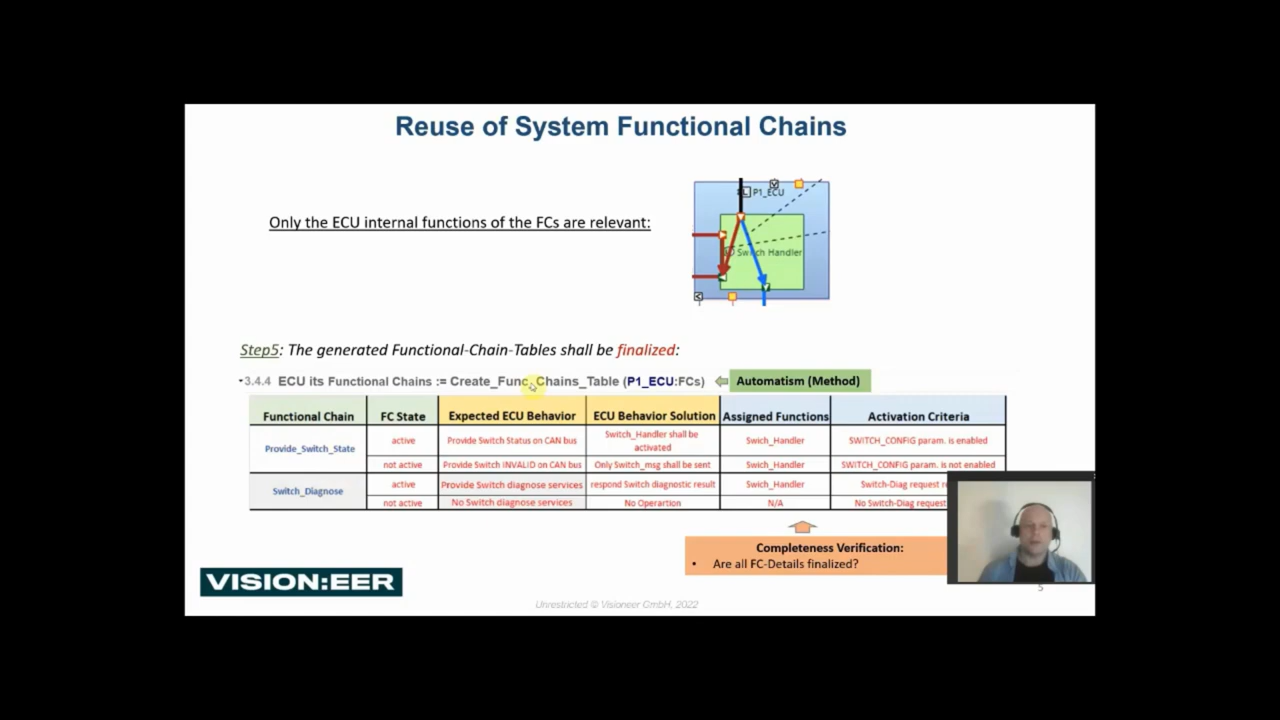 Reuse of System Functional Chains
P1_ECU
Only the ECU internal functions of the FCs are relevant:
Switch Handler
Step5: The generated Functional-Chain-Tables shall be finalized:
3.4.4 ECU its Functional Chains := Create_Func_Chains_Table (P1_ECU:FCs)
Automatism (Method)
Functional Chain FC State Expected ECU Behavior ECU Behavior Solution Assigned Functions Activation Criteria
Provide_Switch_State
active Provide Switch Status on CAN bus Switch_Handler shall be activated Swich_Handler SWITCH_CONFIG param. is enabled
not active Provide Switch INVALID on CAN bus Only Switch_msg shall be sent Swich_Handler SWITCH_CONFIG param. is not enabled
Switch_Diagnose
active Provide Switch diagnose services respond Switch diagnostic result Swich_Handler Switch-Diag request
not active No Switch diagnose services No Operartion N/A No Switch-Diag request
Completeness Verification:
• Are all FC-Details finalized?
VISION:EER
Unrestricted © Visioneer GmbH, 2022
5